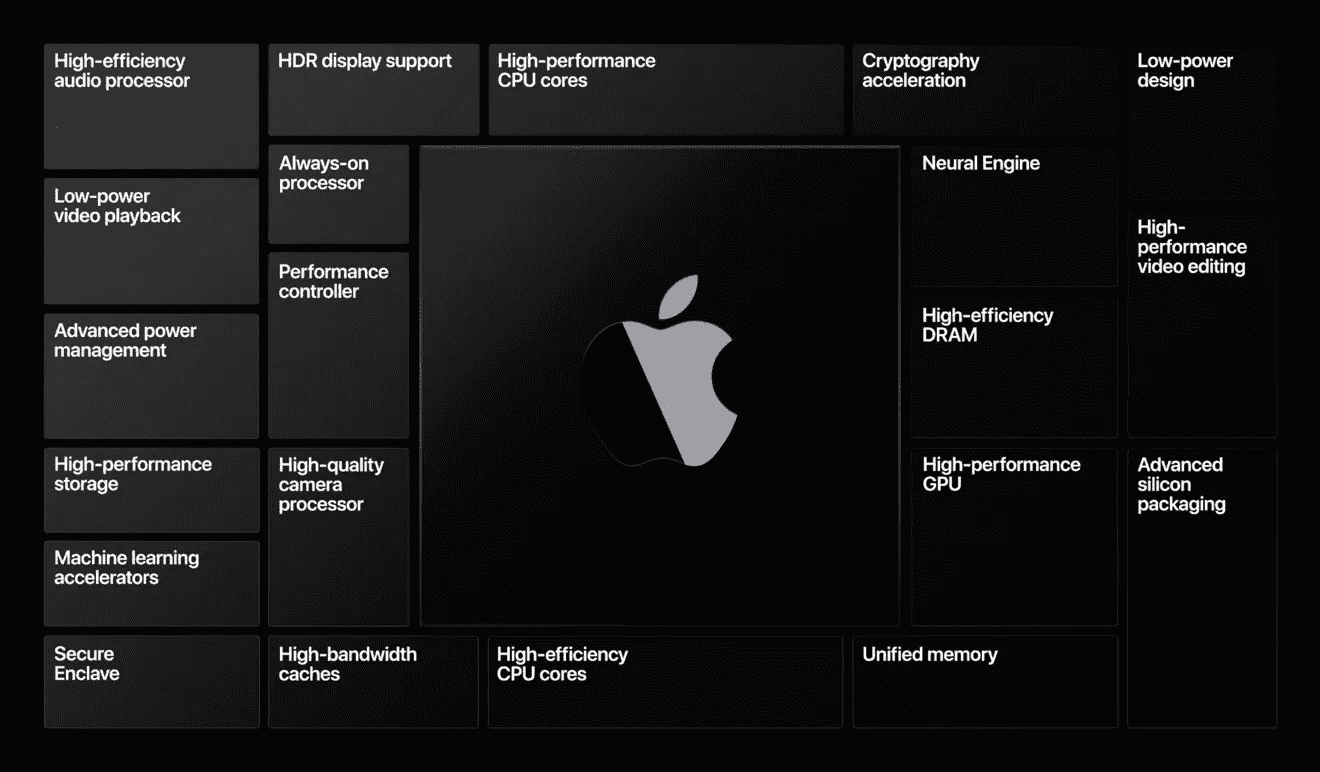 High-efficiency
audio processor
HDR display support
High-performance
CPU cores
Cryptography
acceleration
Low-power
design
Low-power
video playback
Always-on
processor
Neural Engine
High-
performance
video editing
Performance
controller
High-efficiency
DRAM
Advanced power
management
High-performance
storage
High-quality
camera
processor
High-performance
GPU
Advanced
silicon
packaging
Machine learning
accelerators
Secure
Enclave
High-bandwidth
caches
High-efficiency
CPU cores
Unified memory